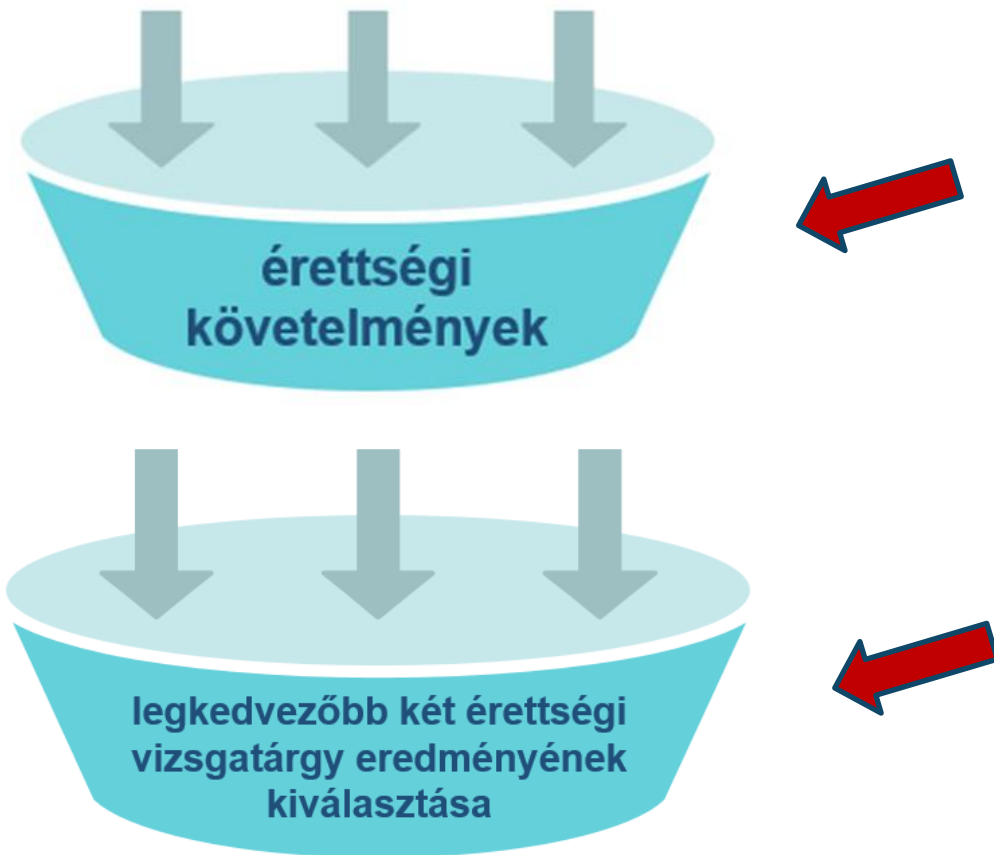 érettségi
követelmények
legkedvezőbb két érettségi
vizsgatárgy eredményének
kiválasztása